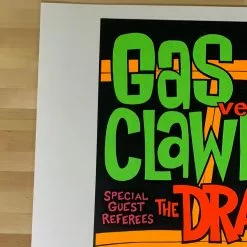 Gas
ve
CLAW
SPECIAL
GUEST
REFEREES
THE DRA